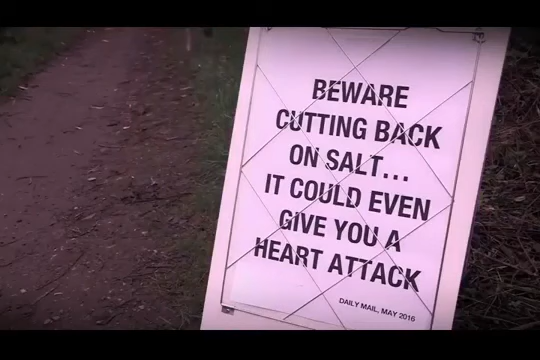 BEWARE
CUTTING BACK
ON SALT...
IT COULD EVEN
GIVE YOU A
HEART ATTACK
DAILY MAIL, MAY 2016